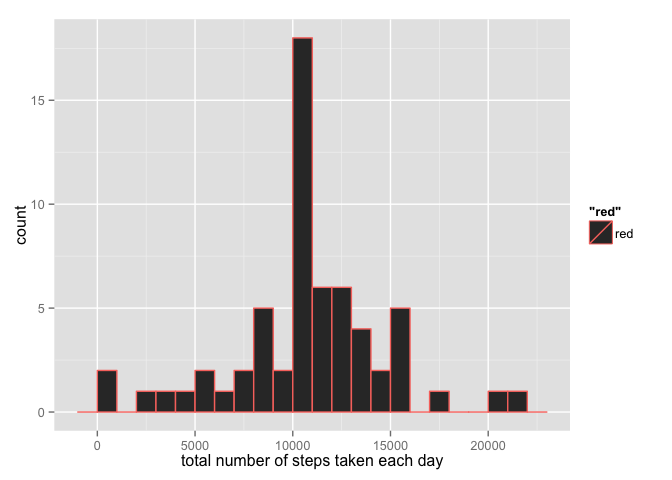 15
10
5
0
count
0 5000 10000 15000 20000
total number of steps taken each day
"red"
red